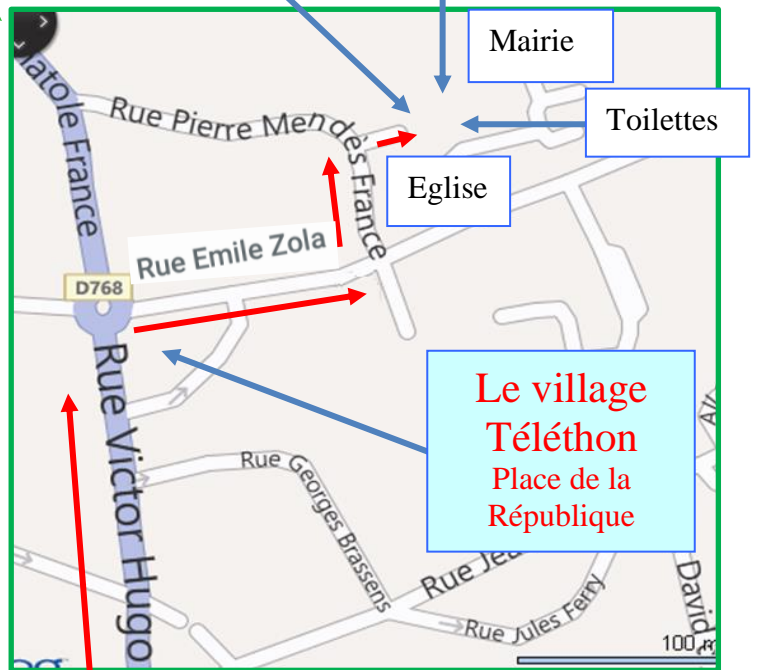 Mairie
Toilettes
Eglise
Rue Pierre Mendès France
Anatole France
Rue Emile Zola
D768
Rue Victor Hugo
Le village
Téléthon
Place de la
République
Rue Georges Brassens
Rue Jules Ferry
David
100 m